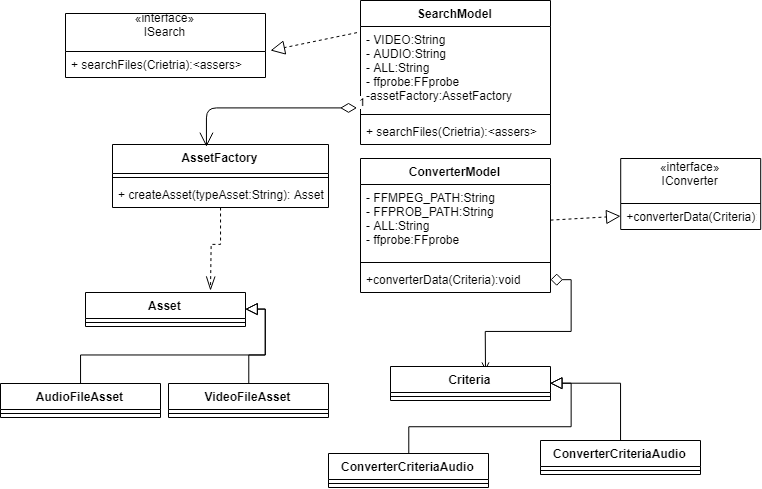 «interface»
ISearch
+ searchFiles(Crietria):<assers>
SearchModel
- VIDEO:String
- AUDIO:String
- ALL:String
- ffprobe:FFprobe
-assetFactory:AssetFactory
+ searchFiles(Crietria):<assers>
1
AssetFactory
+ createAsset(typeAsset:String): Asset
ConverterModel
- FFMPEG_PATH:String
- FFPROB_PATH:String
- ALL:String
- ffprobe:FFprobe
+converterData(Criteria):void
«interface»
IConverter
+converterData(Criteria)
Asset
AudioFileAsset
VideoFileAsset
Criteria
ConverterCriteriaAudio
ConverterCriteriaAudio